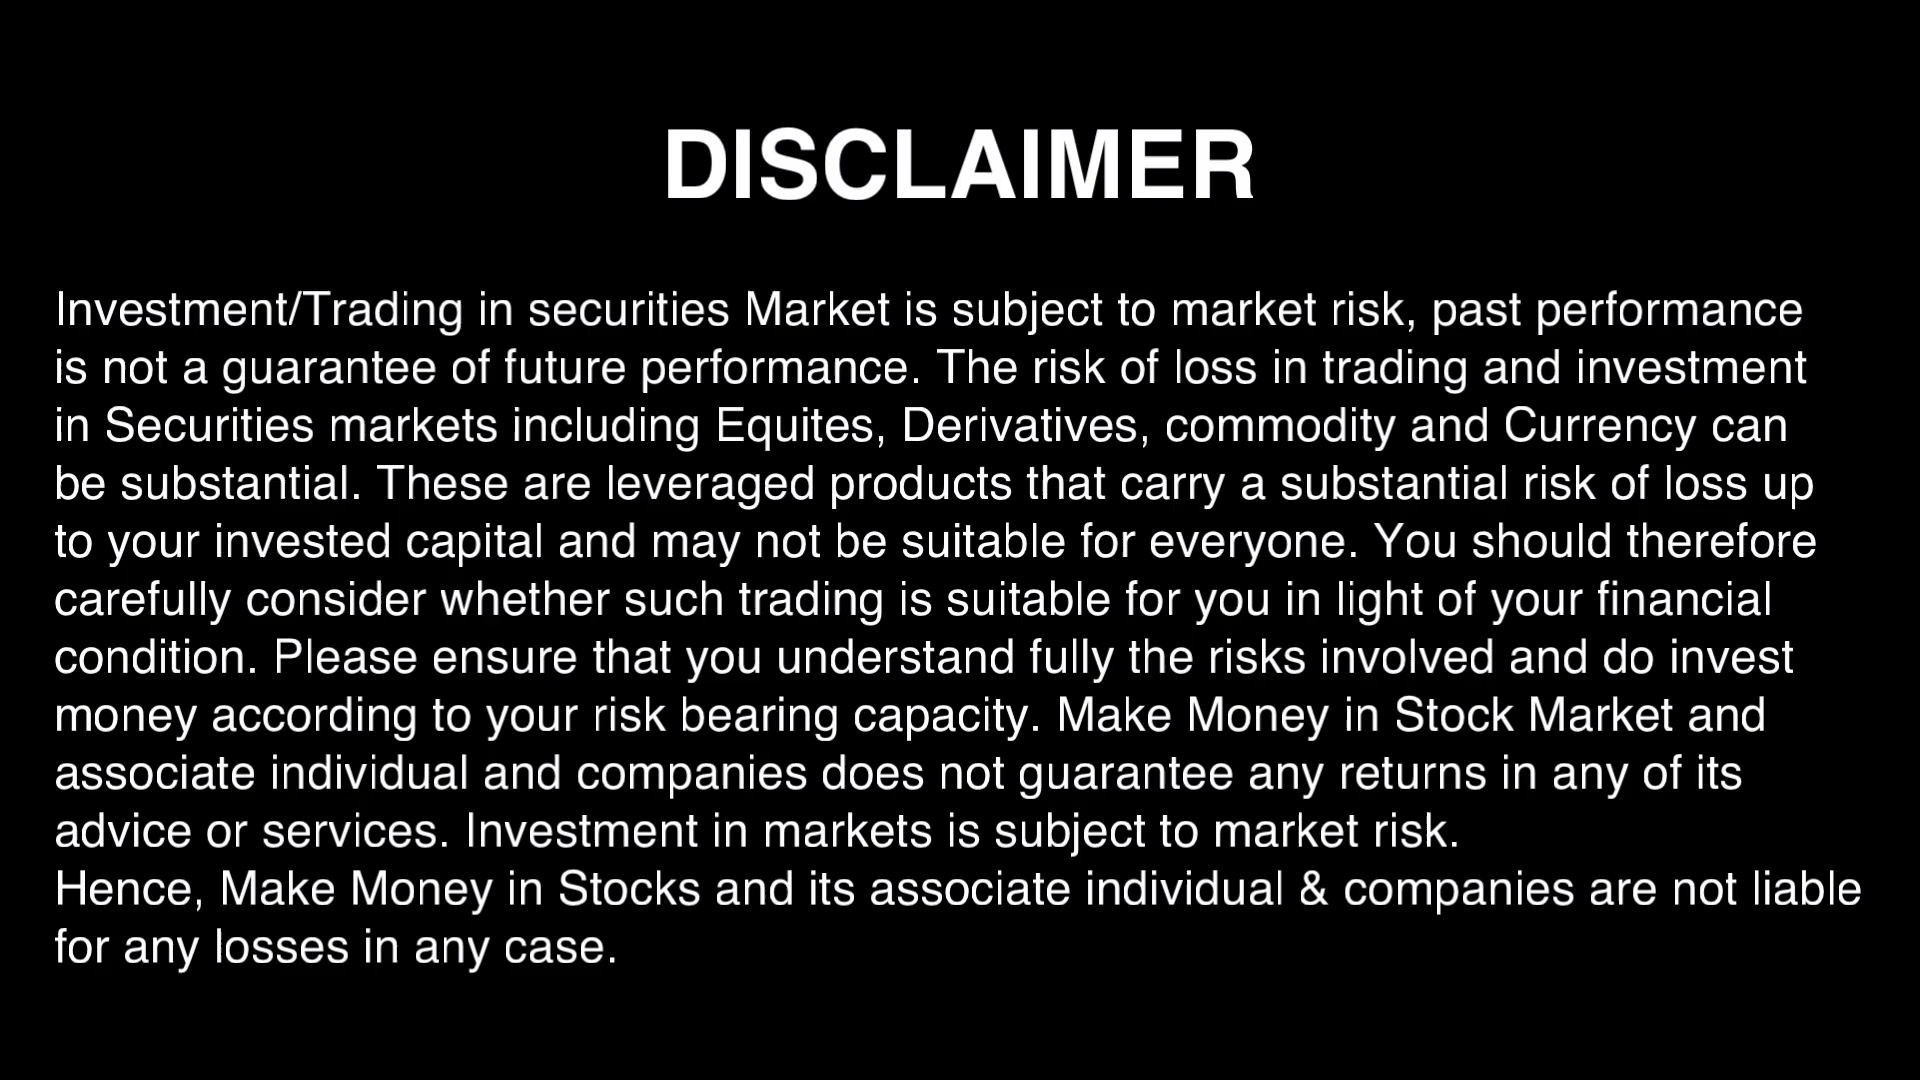 DISCLAIMER
Investment/Trading in securities Market is subject to market risk, past performance
is not a guarantee of future performance. The risk of loss in trading and investment
in Securities markets including Equites, Derivatives, commodity and Currency can
be substantial. These are leveraged products that carry a substantial risk of loss up
to your invested capital and may not be suitable for everyone. You should therefore
carefully consider whether such trading is suitable for you in light of your financial
condition. Please ensure that you understand fully the risks involved and do invest
money according to your risk bearing capacity. Make Money in Stock Market and
associate individual and companies does not guarantee any returns in any of its
advice or services. Investment in markets is subject to market risk.
Hence, Make Money in Stocks and its associate individual & companies are not liable
for any losses in any case.